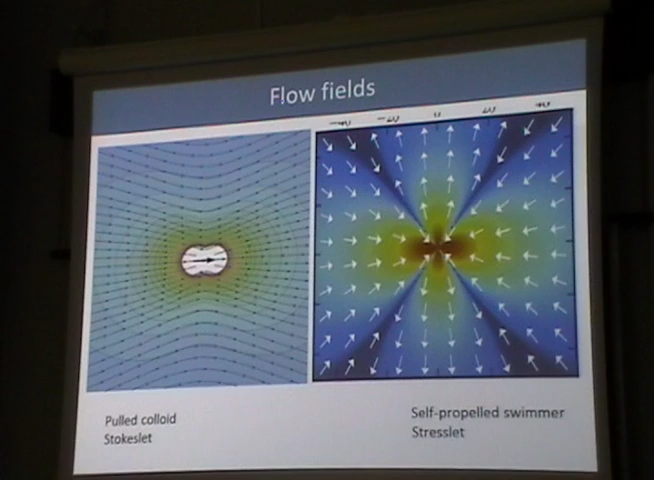 Flow fields
Pulled colloid
Stokeslet
Self-propelled swimmer
Stresslet